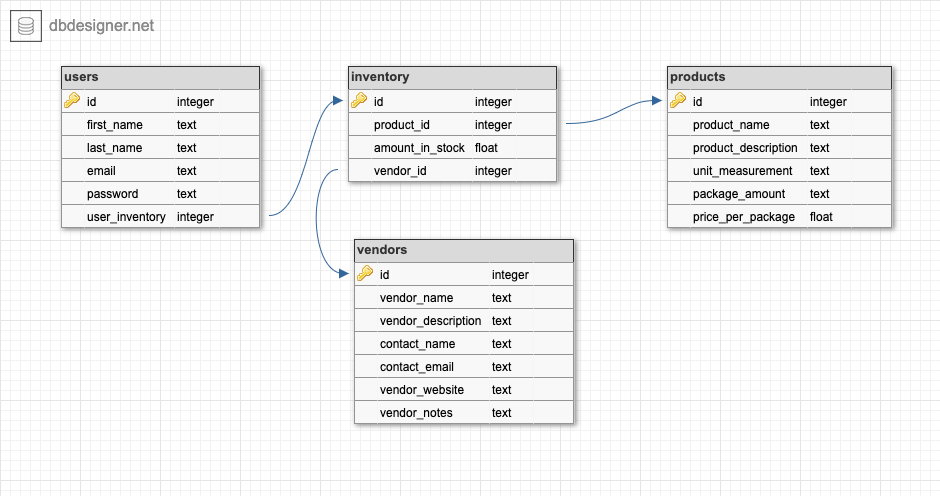 dbdesigner.net
users
id integer
first_name text
last_name text
email text
password text
user_inventory integer
inventory
id integer
product_id integer
amount_in_stock float
vendor_id integer
products
id integer
product_name text
product_description text
unit_measurement text
package_amount text
price_per_package float
vendors
id integer
vendor_name text
vendor_description text
contact_name text
contact_email text
vendor_website text
vendor_notes text